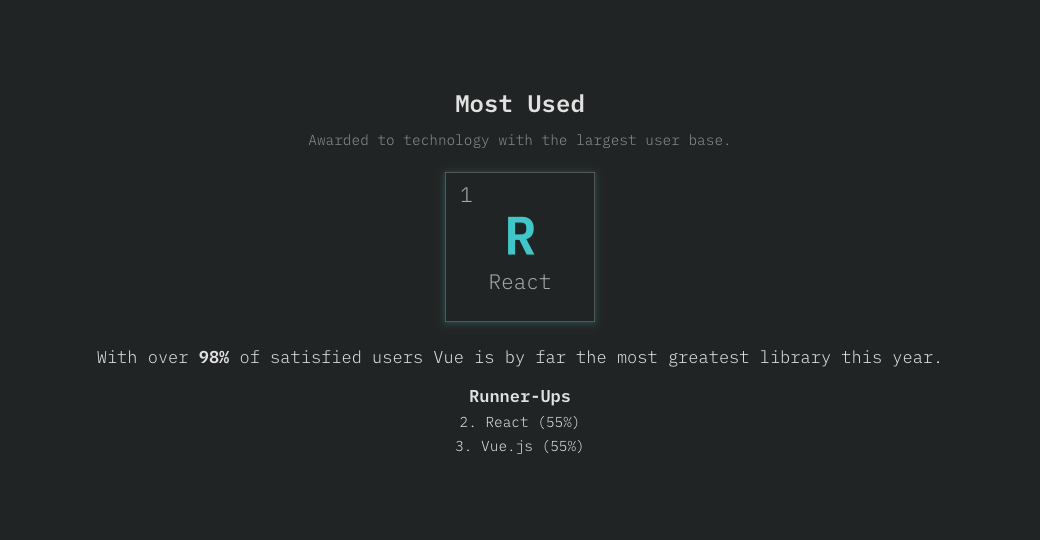 Most Used
Awarded to technology with the largest user base.
1
R
React
With over 98% of satisfied users Vue is by far the most greatest library this year.
Runner-Ups
2. React (55%)
3. Vue.js (55%)